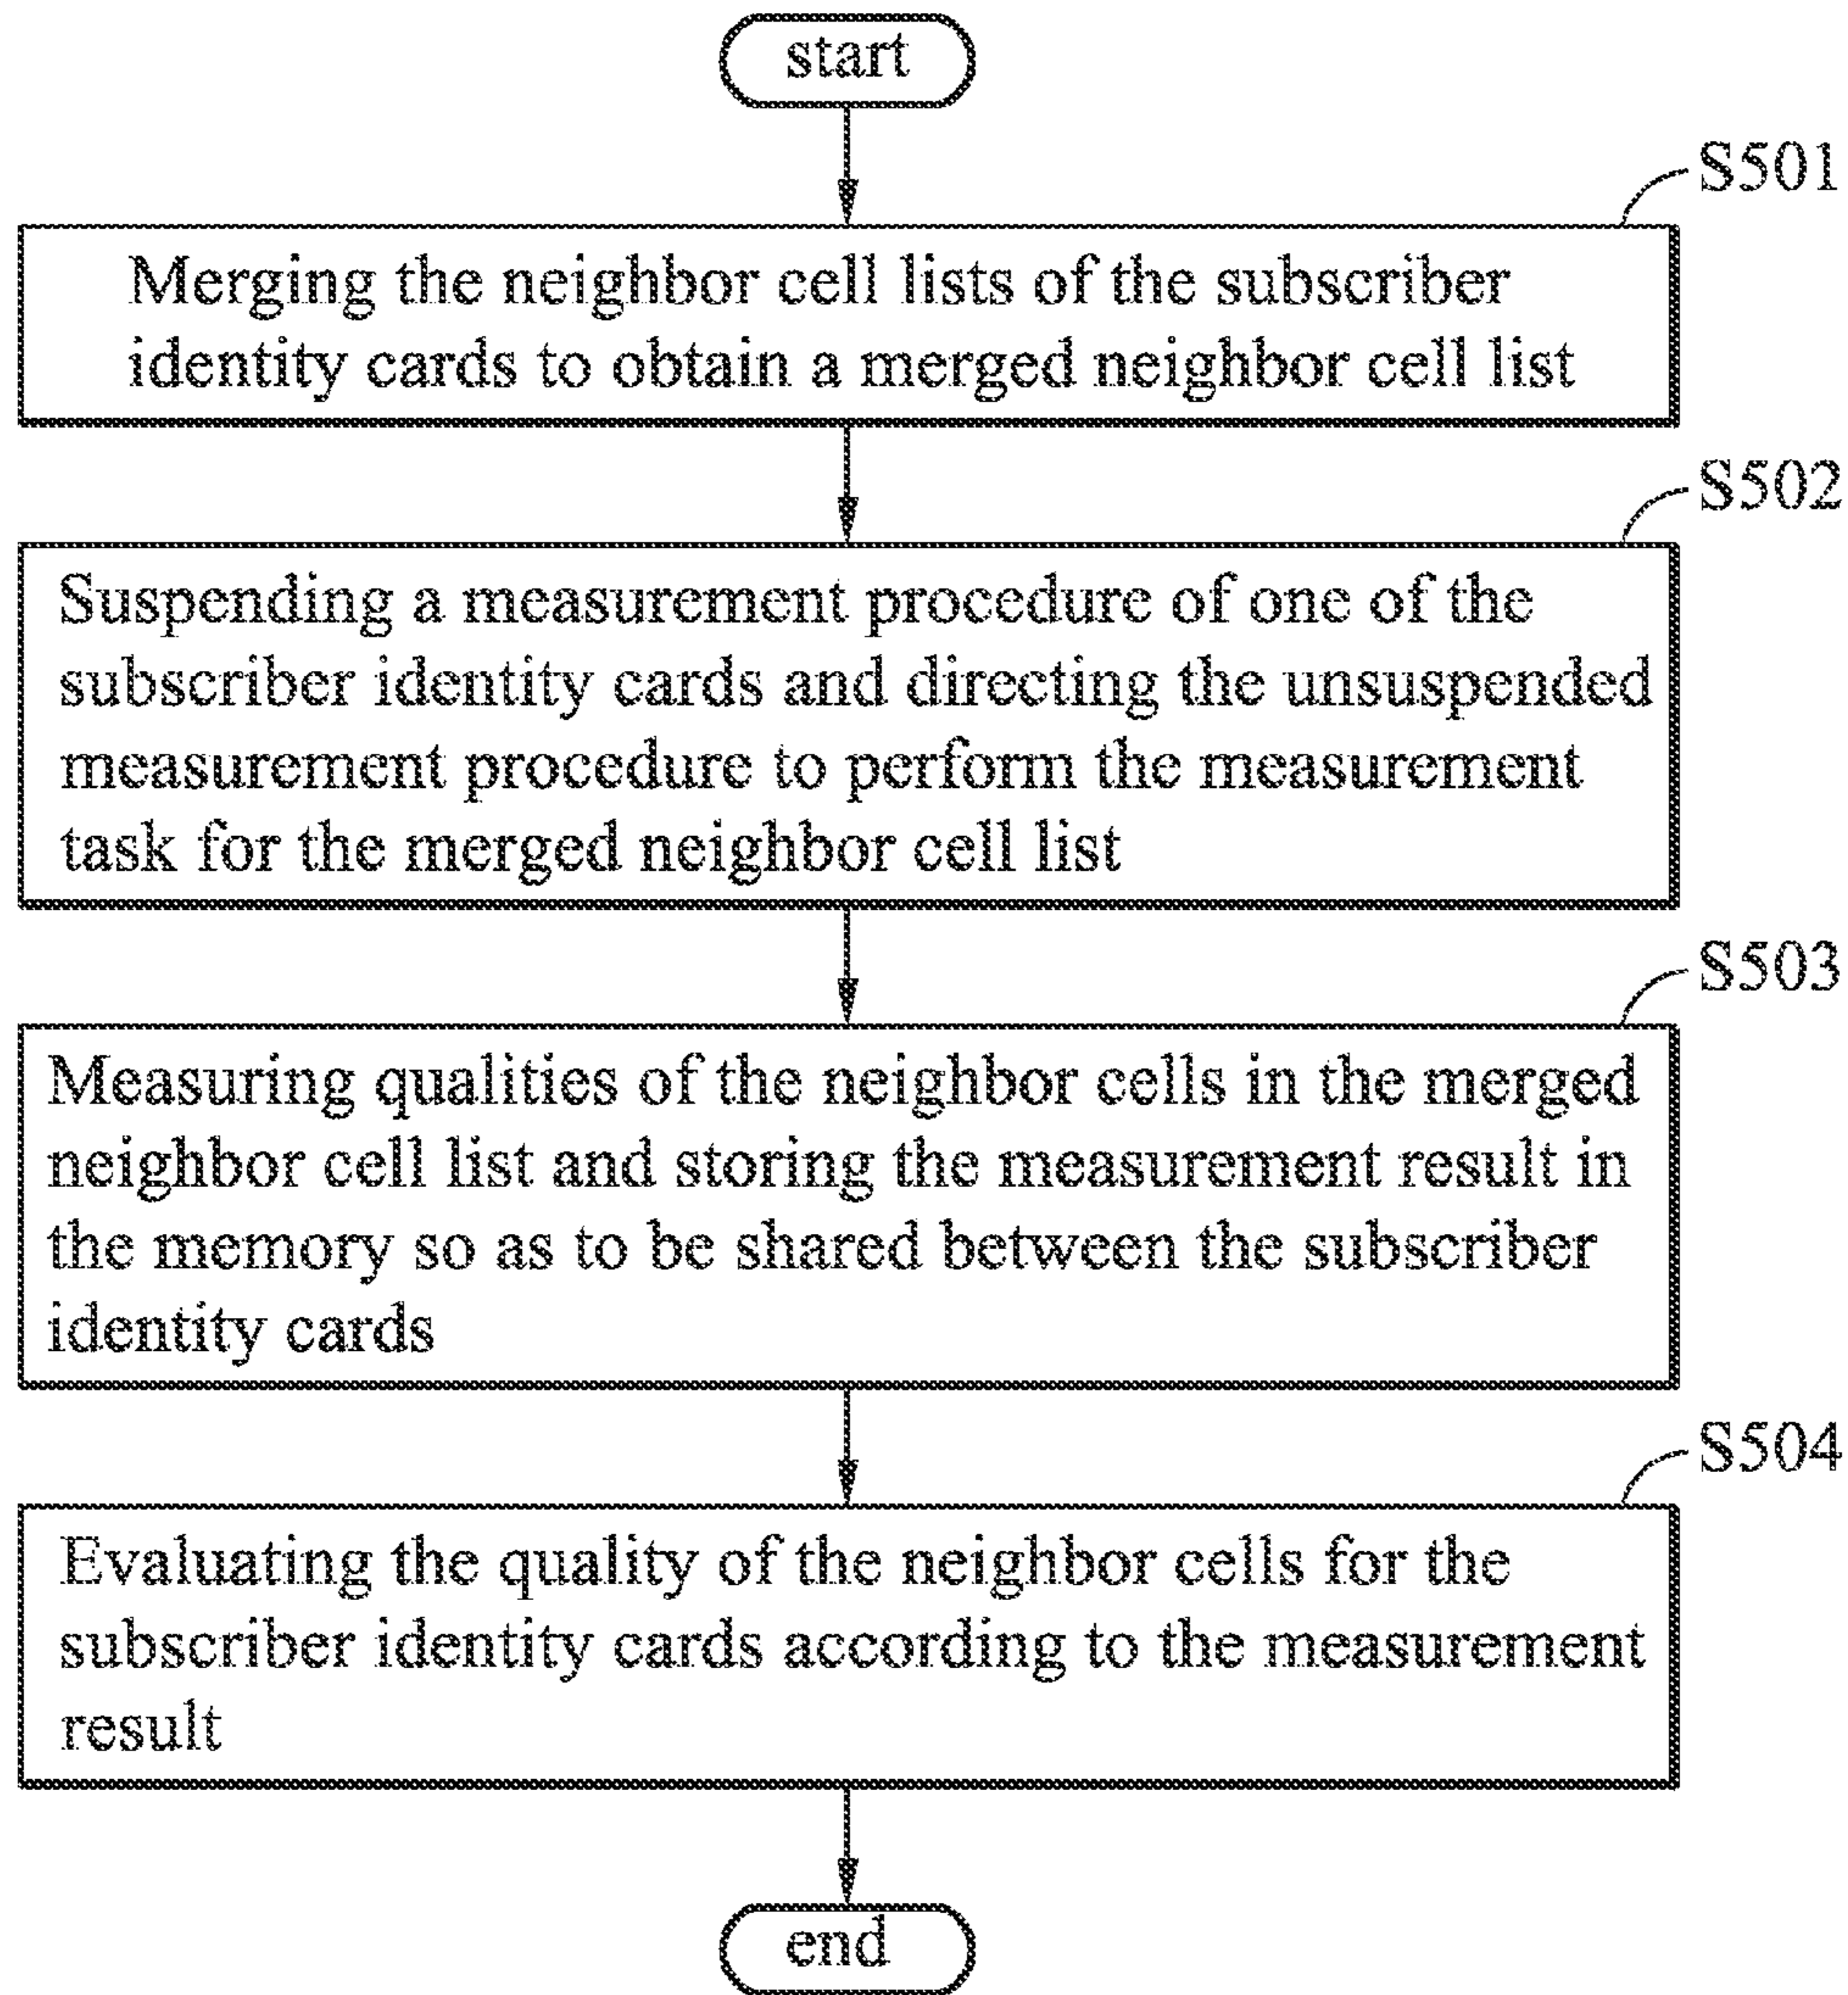 start
S501
Merging the neighbor cell lists of the subscriber
identity cards to obtain a merged neighbor cell list
S502
Suspending a measurement procedure of one of the
subscriber identity cards and directing the unsuspended
measurement procedure to perform the measurement
task for the merged neighbor cell list
S503
Measuring qualities of the neighbor cells in the merged
neighbor cell list and storing the measurement result in
the memory so as to be shared between the subscriber
identity cards
S504
Evaluating the quality of the neighbor cells for the
subscriber identity cards according to the measurement
result
end